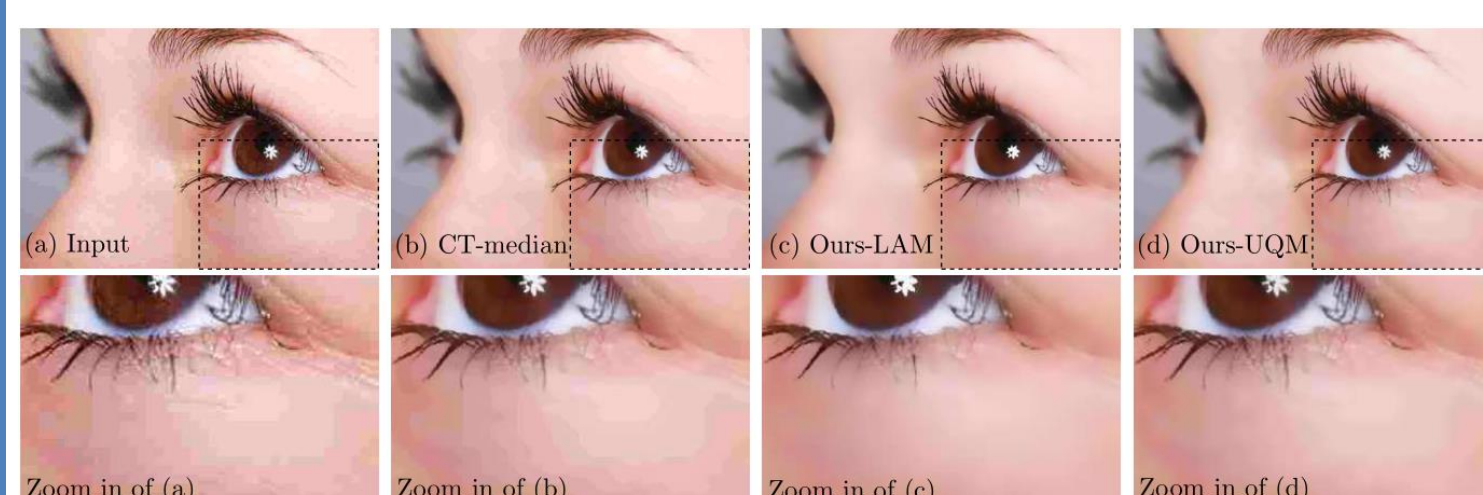 (a) Input
(b) CT-median
(c) Ours-LAM
(d) Ours-UQM
Zoom in of (a)
Zoom in of (b)
Zoom in of (c)
Zoom in of (d)